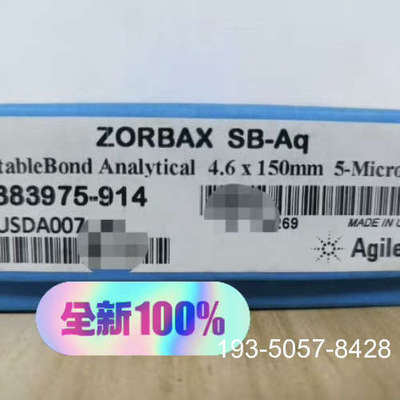 ZORBAX SB-Aq
tableBond Analytical 4.6 x 150mm 5-Micro
883975-914
USDA007
269
MADE IN U
Agile
全新100%
193-5057-8428